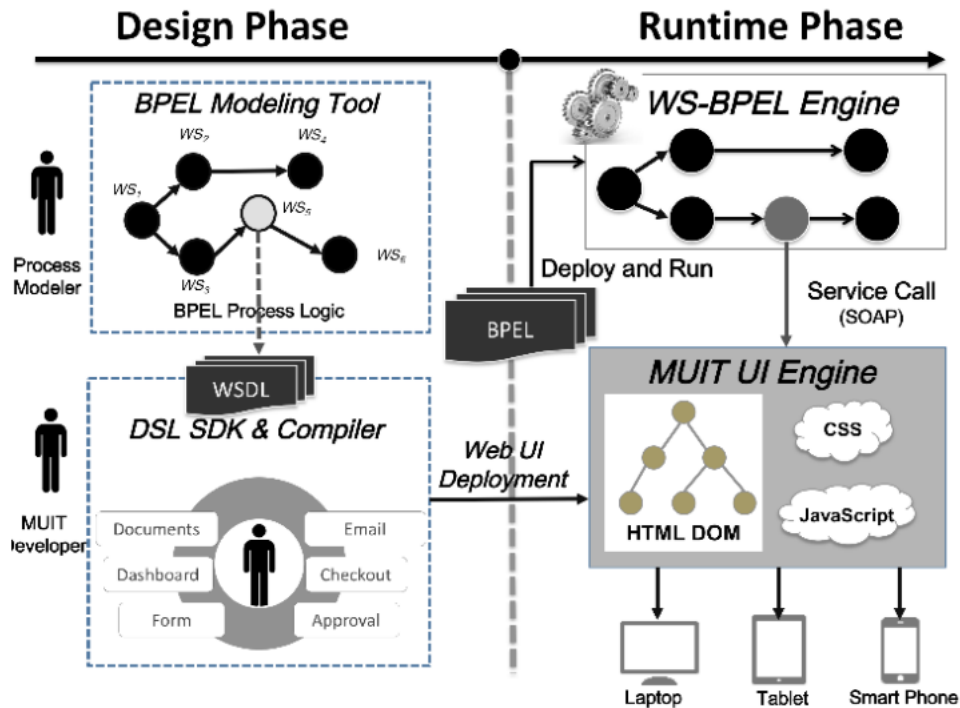 Design Phase
Runtime Phase
BPEL Modeling Tool
WS2
WS4
WS1
WS5
WS3
WS6
BPEL Process Logic
Process
Modeler
WS-BPEL Engine
Deploy and Run
BPEL
Service Call
(SOAP)
WSDL
DSL SDK & Compiler
MUIT
Developer
Documents
Email
Dashboard
Checkout
Form
Approval
Web UI
Deployment
MUIT UI Engine
HTML DOM
CSS
JavaScript
Laptop
Tablet
Smart Phone